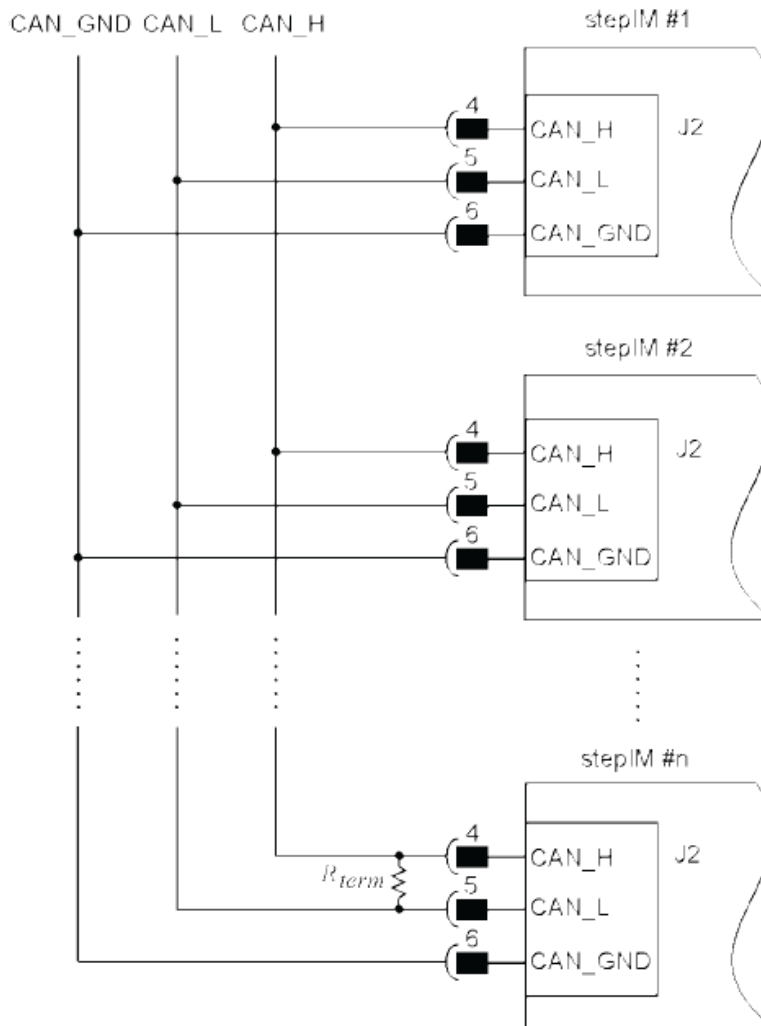 CAN_GND CAN_L CAN_H
stepIM #1
4
CAN_H J2
5
CAN_L
6
CAN_GND
stepIM #2
4
CAN_H J2
5
CAN_L
6
CAN_GND
stepIM #n
4
CAN_H J2
Rterm
5
CAN_L
6
CAN_GND